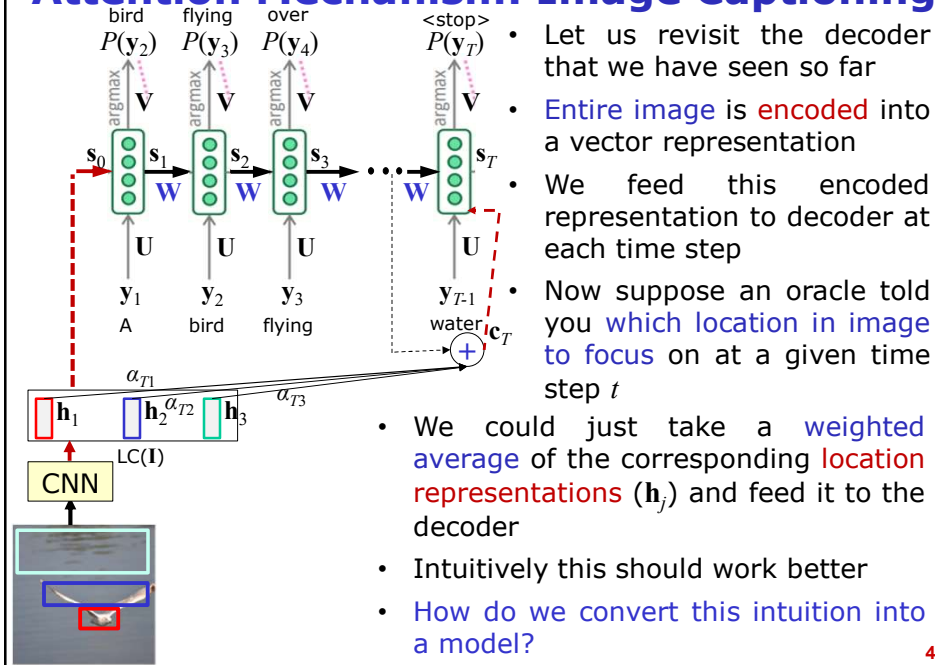 Attention Mechanism: Image Captioning
bird flying over <stop>
P(y2) P(y3) P(y4) P(yT)
argmax V argmax V argmax V argmax V
s0 s1 s2 s3 ••• sT
W W W W
U U U U
y1 y2 y3 yT-1
A bird flying water
cT
+
αT1 αT2 αT3
h1 h2 h3
LC(I)
CNN
• Let us revisit the decoder
that we have seen so far
• Entire image is encoded into
a vector representation
• We feed this encoded
representation to decoder at
each time step
• Now suppose an oracle told
you which location in image
to focus on at a given time
step t
• We could just take a weighted
average of the corresponding location
representations (hj) and feed it to the
decoder
• Intuitively this should work better
• How do we convert this intuition into
a model?
4